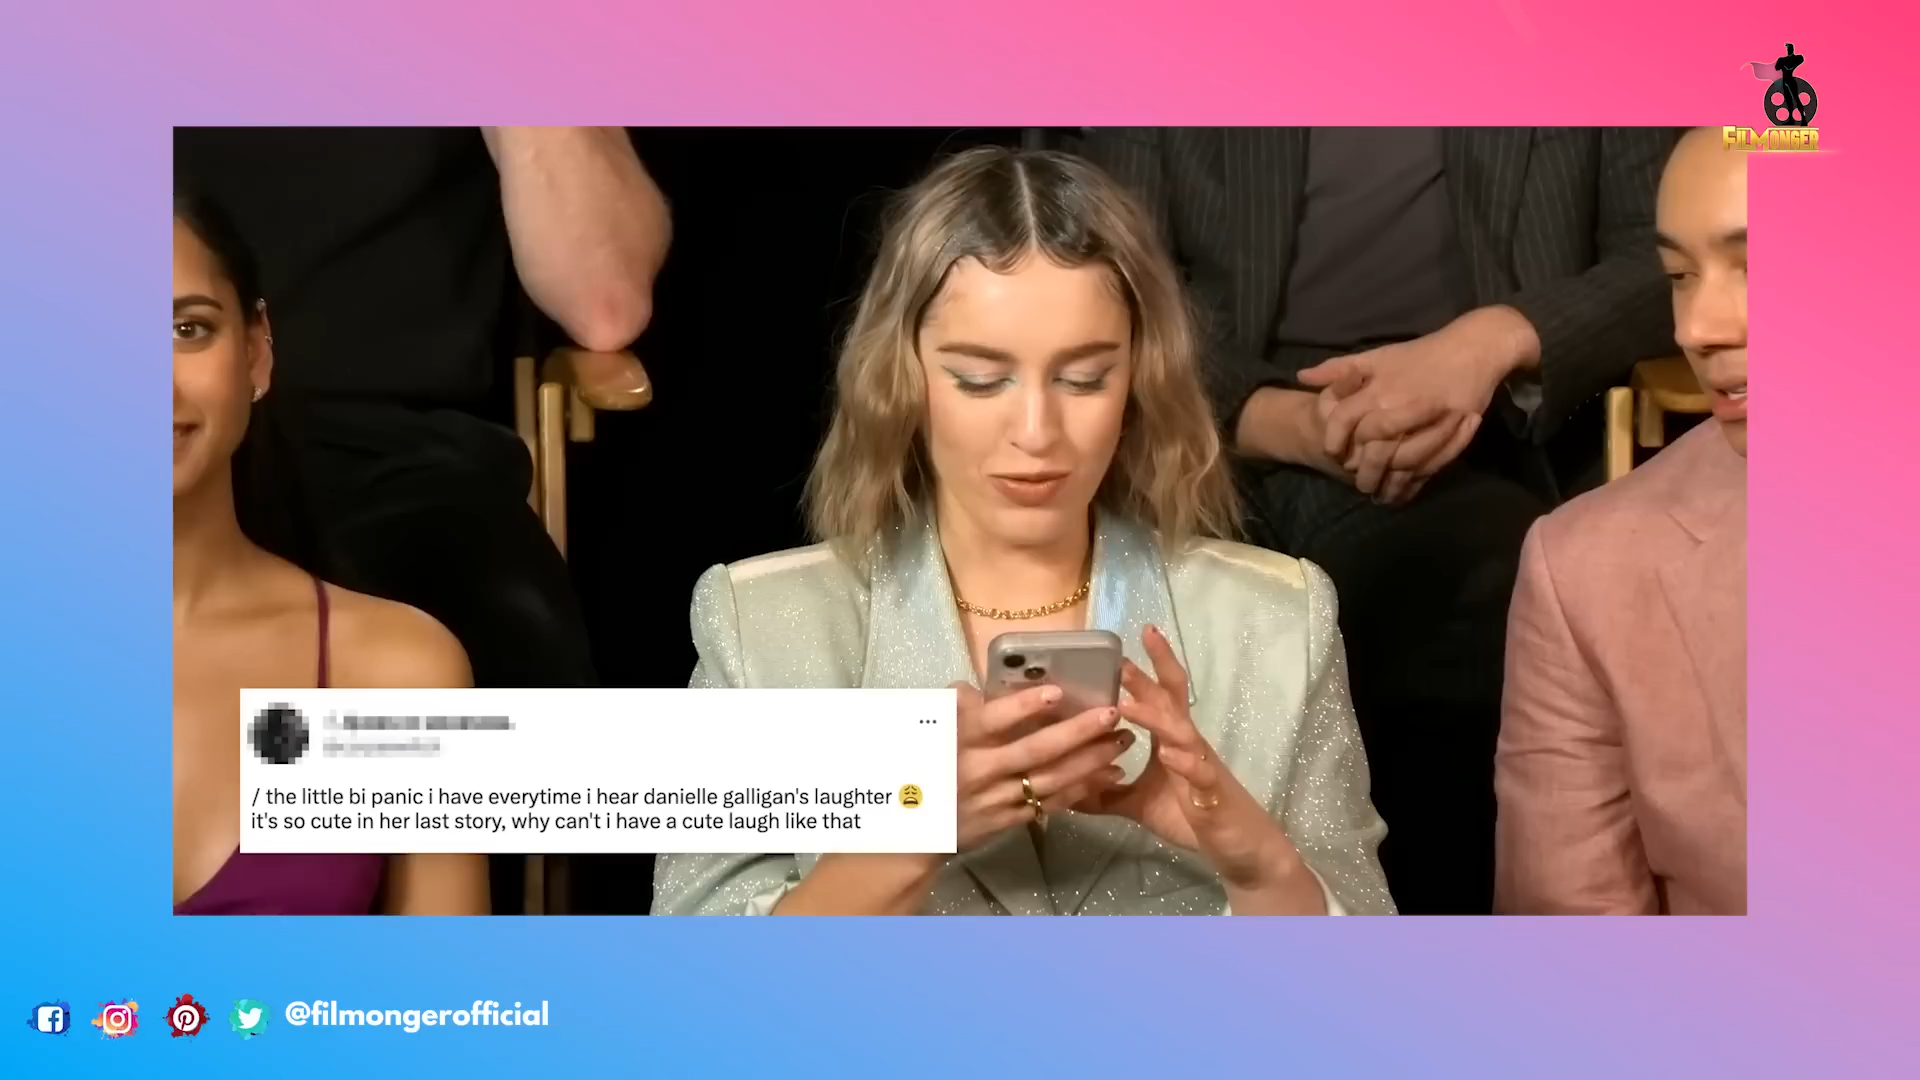 FILMONGER
...
/ the little bi panic i have everytime i hear danielle galligan's laughter 😩
it's so cute in her last story, why can't i have a cute laugh like that
@filmongerofficial